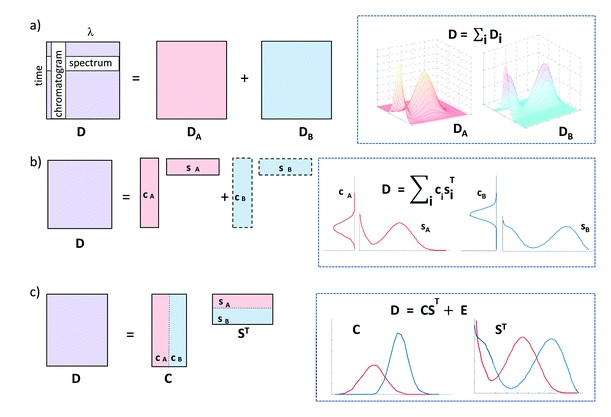 a)
λ
time
chromatogram
spectrum
D
=
D_A
+
D_B
D = ∑_i D_i
D_A
D_B
b)
D
=
c_A
s_A
+
c_B
s_B
D = ∑_i c_i s_i^T
c_A
s_A
c_B
s_B
c)
D
=
c_A c_B
C
s_A
s_B
S^T
D = CS^T + E
C
S^T